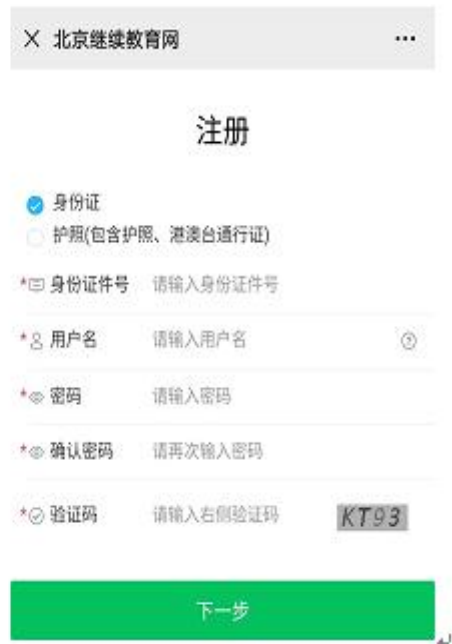 北京继续教育网
注册
身份证
护照(包含护照、港澳台通行证)
*身份证件号 请输入身份证件号
*用户名 请输入用户名
*密码 请输入密码
*确认密码 请再次输入密码
*验证码 请输入右侧验证码 KT93
下一步